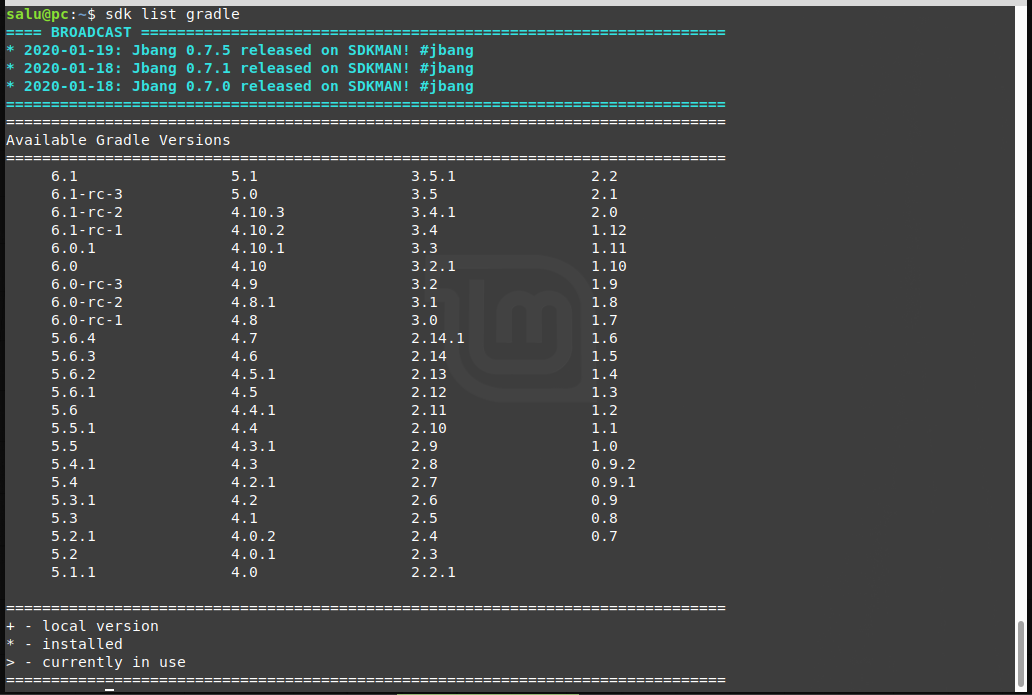 salu@pc:~$ sdk list gradle
==== BROADCAST =================================================================
* 2020-01-19: Jbang 0.7.5 released on SDKMAN! #jbang
* 2020-01-18: Jbang 0.7.1 released on SDKMAN! #jbang
* 2020-01-18: Jbang 0.7.0 released on SDKMAN! #jbang
================================================================================
================================================================================
Available Gradle Versions
================================================================================
     6.1                 5.1                 3.5.1               2.2
     6.1-rc-3            5.0                 3.5                 2.1
     6.1-rc-2            4.10.3              3.4.1               2.0
     6.1-rc-1            4.10.2              3.4                 1.12
     6.0.1               4.10.1              3.3                 1.11
     6.0                 4.10                3.2.1               1.10
     6.0-rc-3            4.9                 3.2                 1.9
     6.0-rc-2            4.8.1               3.1                 1.8
     6.0-rc-1            4.8                 3.0                 1.7
     5.6.4               4.7                 2.14.1              1.6
     5.6.3               4.6                 2.14                1.5
     5.6.2               4.5.1               2.13                1.4
     5.6.1               4.5                 2.12                1.3
     5.6                 4.4.1               2.11                1.2
     5.5.1               4.4                 2.10                1.1
     5.5                 4.3.1               2.9                 1.0
     5.4.1               4.3                 2.8                 0.9.2
     5.4                 4.2.1               2.7                 0.9.1
     5.3.1               4.2                 2.6                 0.9
     5.3                 4.1                 2.5                 0.8
     5.2.1               4.0.2               2.4                 0.7
     5.2                 4.0.1               2.3
     5.1.1               4.0                 2.2.1
================================================================================
+ - local version
* - installed
> - currently in use
================================================================================